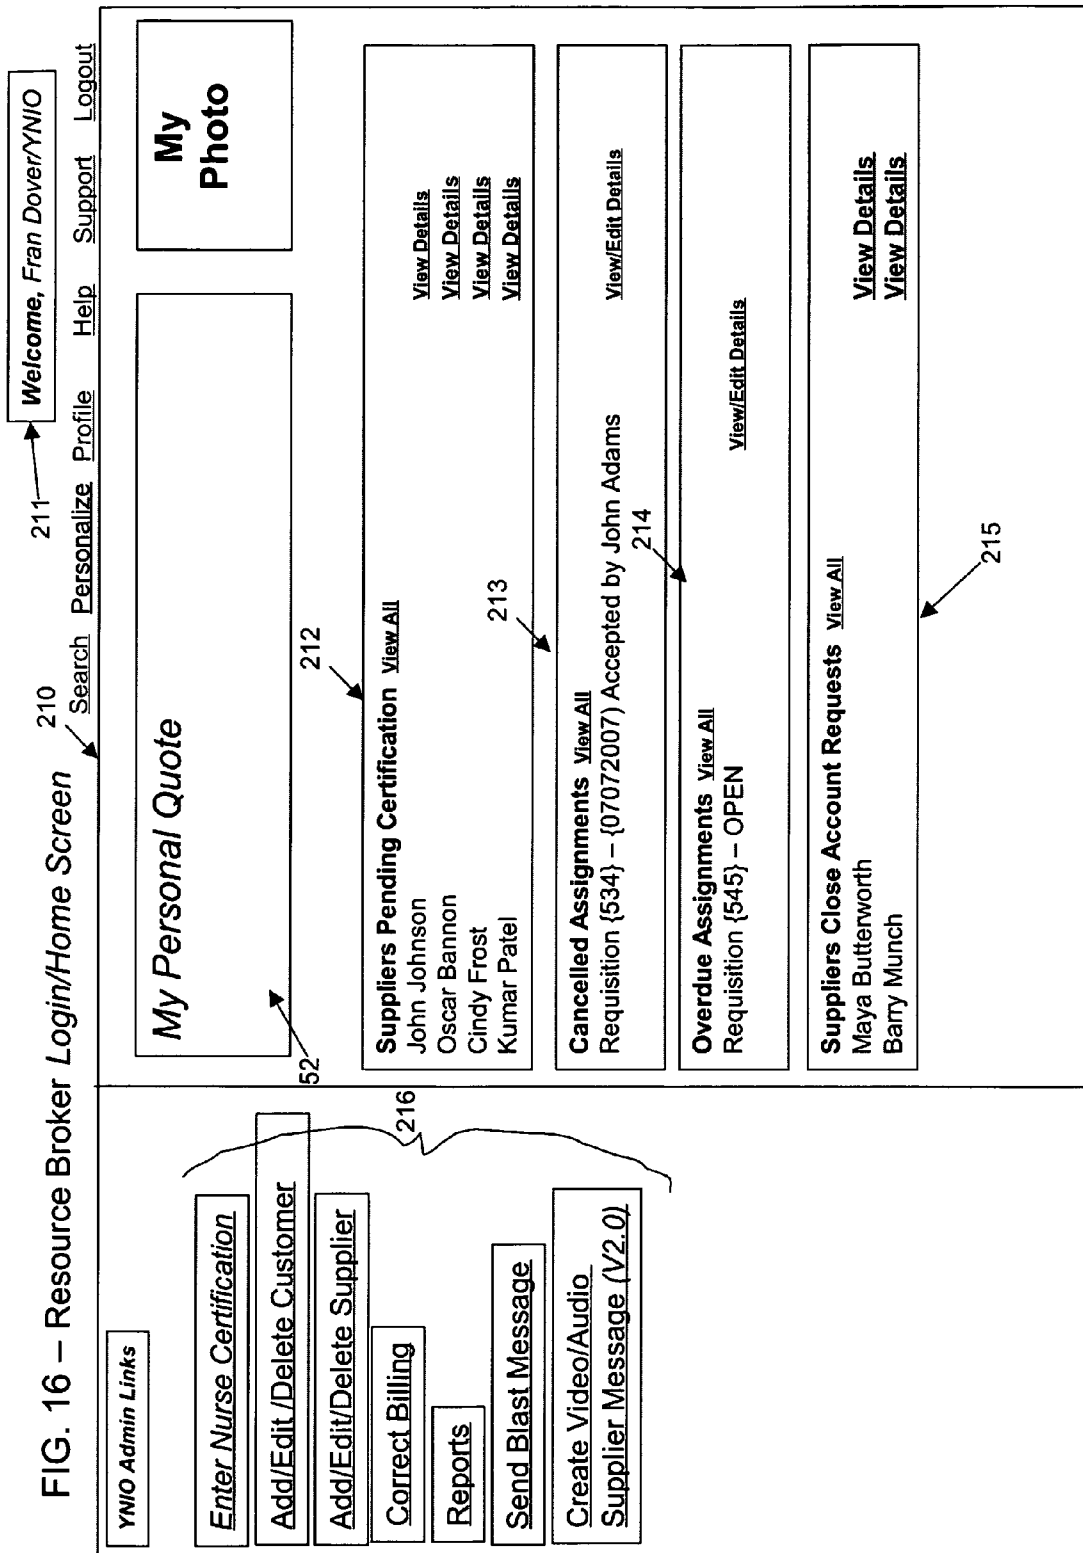 FIG. 16 – Resource Broker Login/Home Screen
210
211
Welcome, Fran Dover/YNIO
Search Personalize Profile Help Support Logout
YNIO Admin Links
Enter Nurse Certification
Add/Edit /Delete Customer
Add/Edit/Delete Supplier
Correct Billing
Reports
Send Blast Message
Create Video/Audio
Supplier Message (V2.0)
216
My Personal Quote
52
My
Photo
212
Suppliers Pending Certification View All
John Johnson View Details
Oscar Bannon View Details
Cindy Frost View Details
Kumar Patel View Details
213
Cancelled Assignments View All
Requisition {534} – {07072007) Accepted by John Adams View/Edit Details
214
Overdue Assignments View All
Requisition {545} – OPEN View/Edit Details
Suppliers Close Account Requests View All
Maya Butterworth View Details
Barry Munch View Details
215